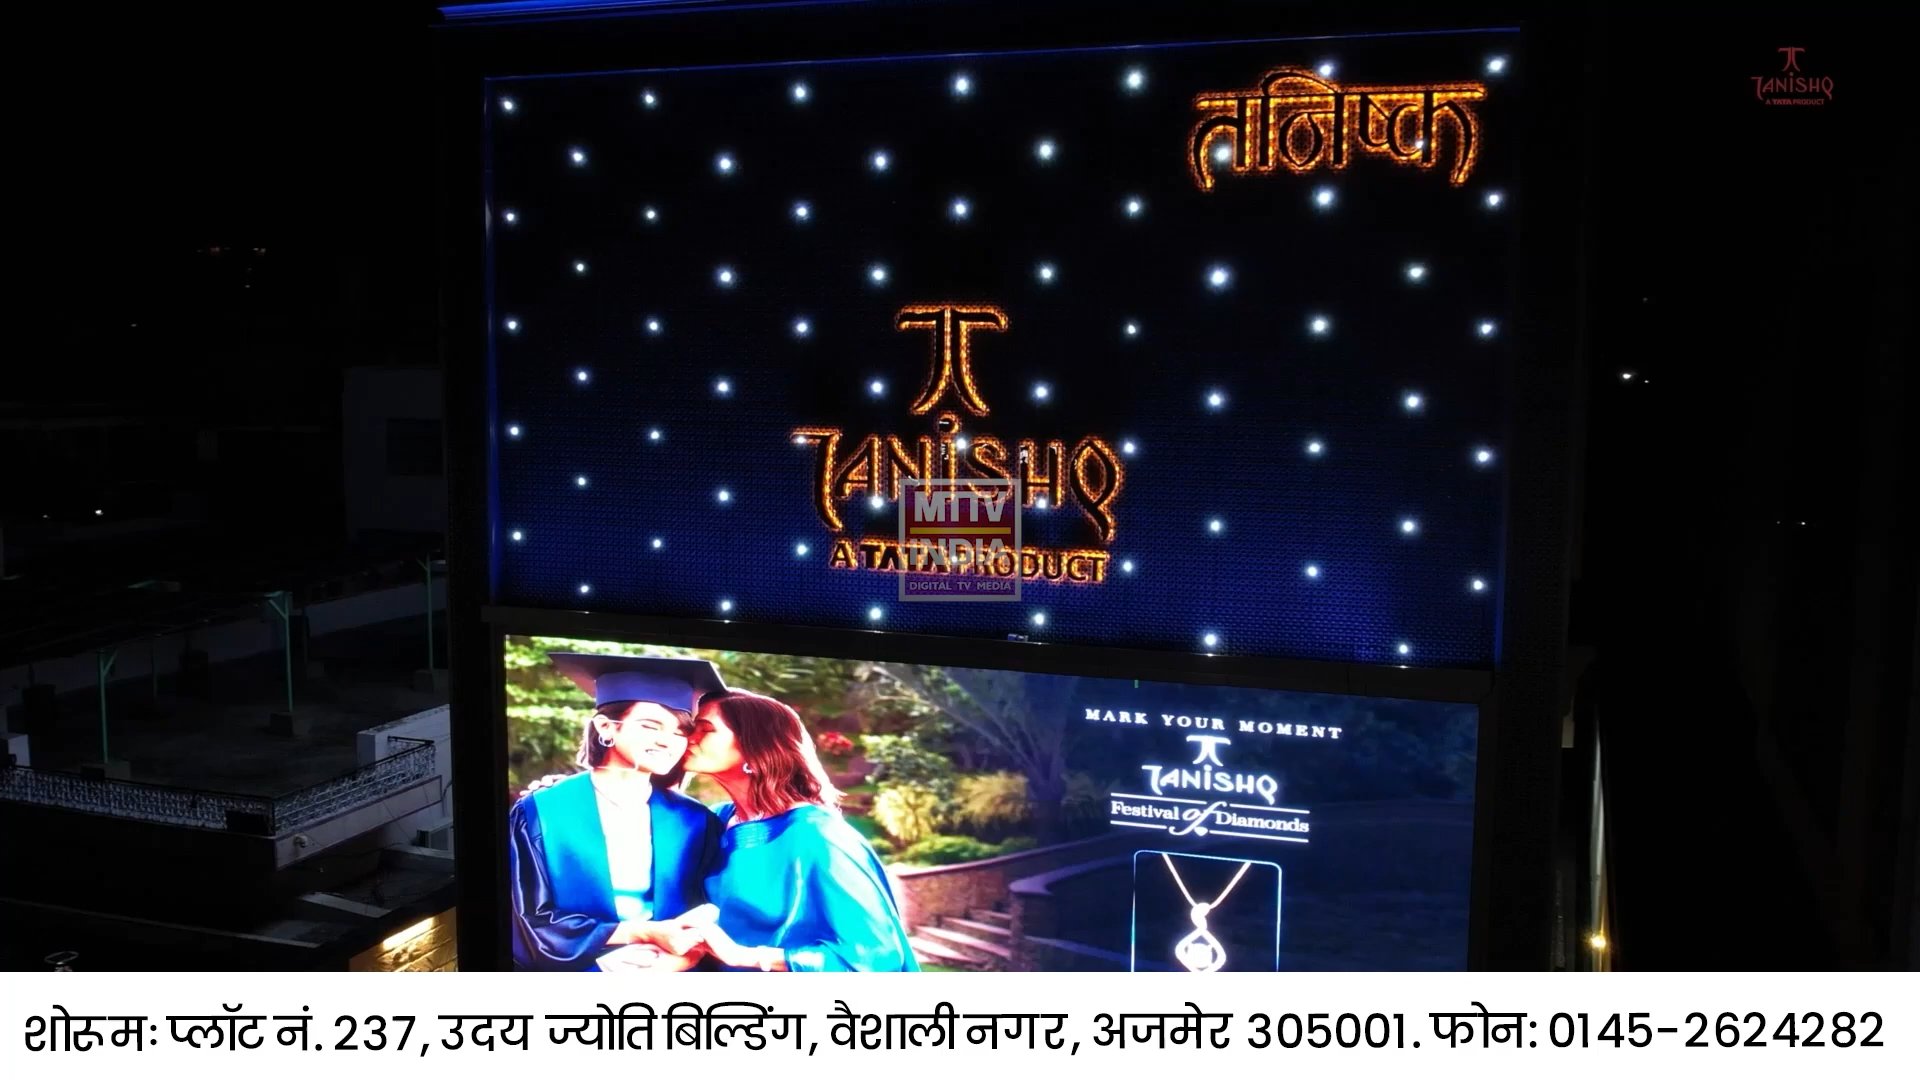 तनिष्क
TANISHQ
A TATA PRODUCT
TANISHQ
A TATA PRODUCT
MTTV
INDIA
DIGITAL TV MEDIA
MARK YOUR MOMENT
TANISHQ
Festival of Diamonds
शोरूमः प्लॉट नं. 237, उदय ज्योति बिल्डिंग, वैशाली नगर, अजमेर 305001. फोन: 0145-2624282